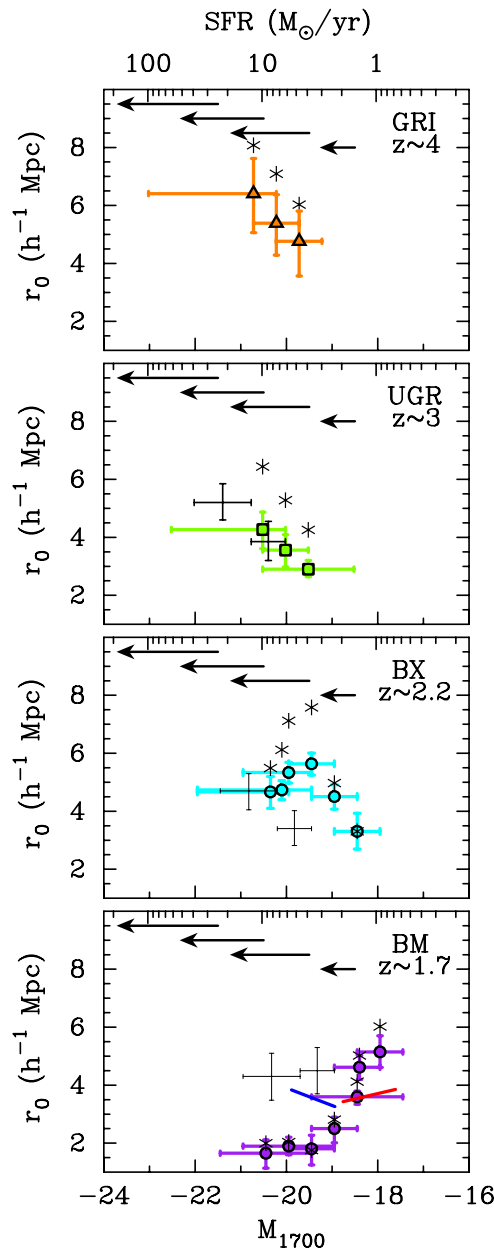 SFR (M⊙/yr)
100 10 1
GRI
z~4
8
6
4
2
r0 (h−1 Mpc)
UGR
z~3
8
6
4
2
r0 (h−1 Mpc)
BX
z~2.2
8
6
4
2
r0 (h−1 Mpc)
BM
z~1.7
8
6
4
2
r0 (h−1 Mpc)
−24 −22 −20 −18 −16
M1700